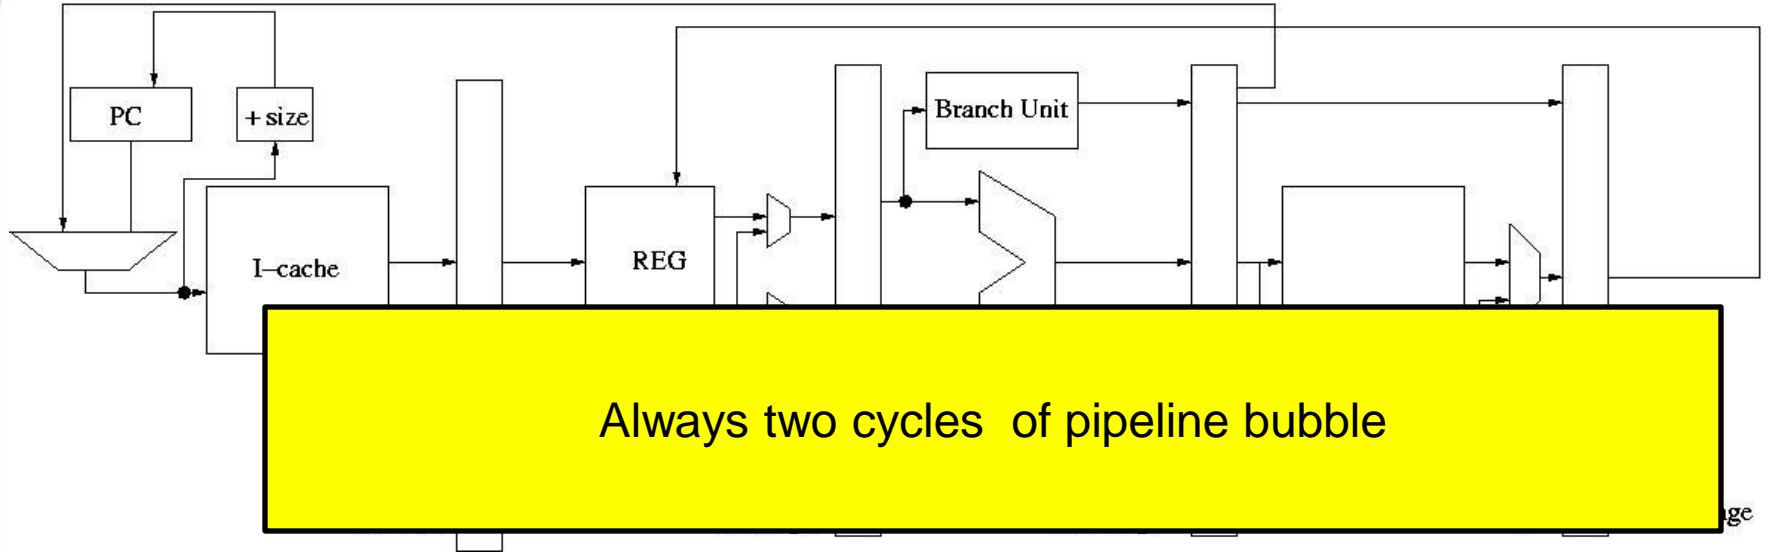 PC
+ size
Branch Unit
I-cache
REG
Always two cycles of pipeline bubble